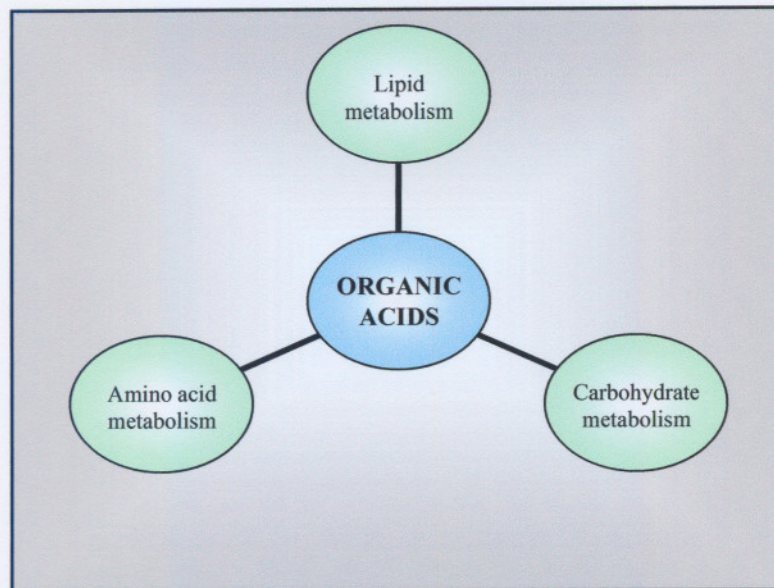 Lipid
metabolism
ORGANIC
ACIDS
Amino acid
metabolism
Carbohydrate
metabolism